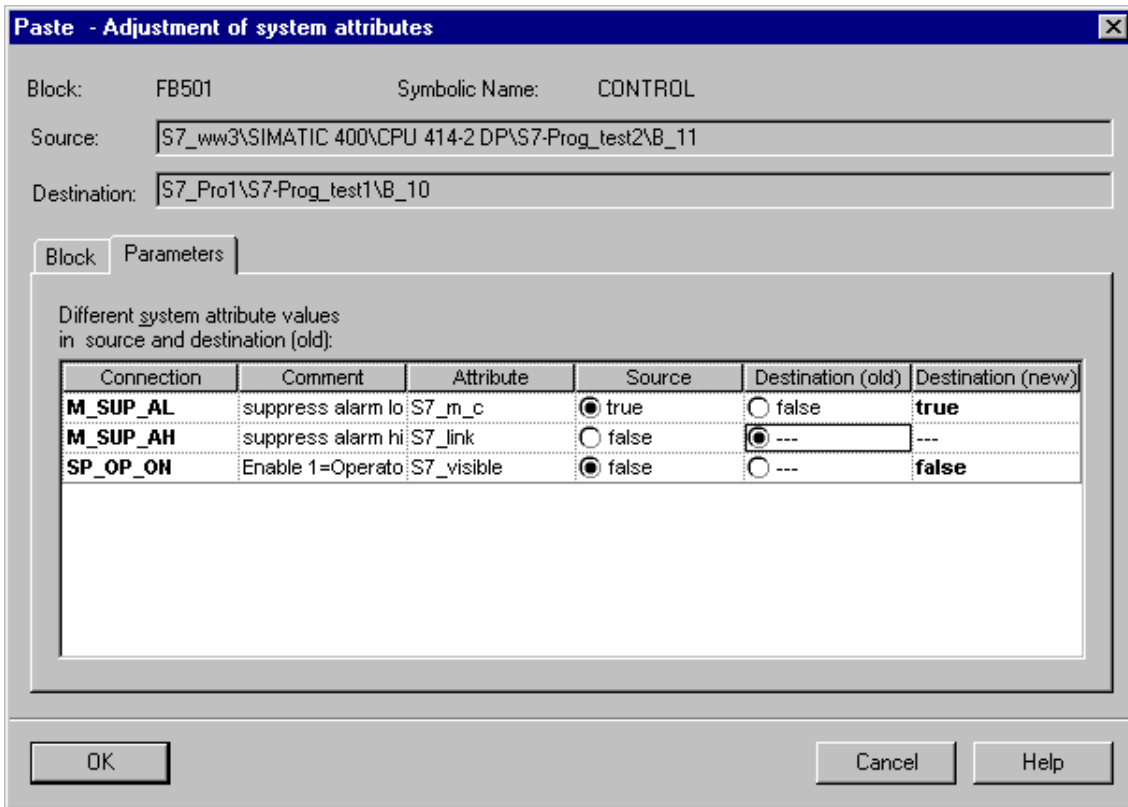 Paste - Adjustment of system attributes
Block: FB501 Symbolic Name: CONTROL
Source: S7_ww3\SIMATIC 400\CPU 414-2 DP\S7-Prog_test2\B_11
Destination: S7_Pro1\S7-Prog_test1\B_10
Block Parameters
Different system attribute values
in source and destination (old):
Connection Comment Attribute Source Destination (old) Destination (new)
M_SUP_AL suppress alarm lo S7_m_c true false true
M_SUP_AH suppress alarm hi S7_link false --- ---
SP_OP_ON Enable 1=Operato S7_visible false --- false
OK Cancel Help